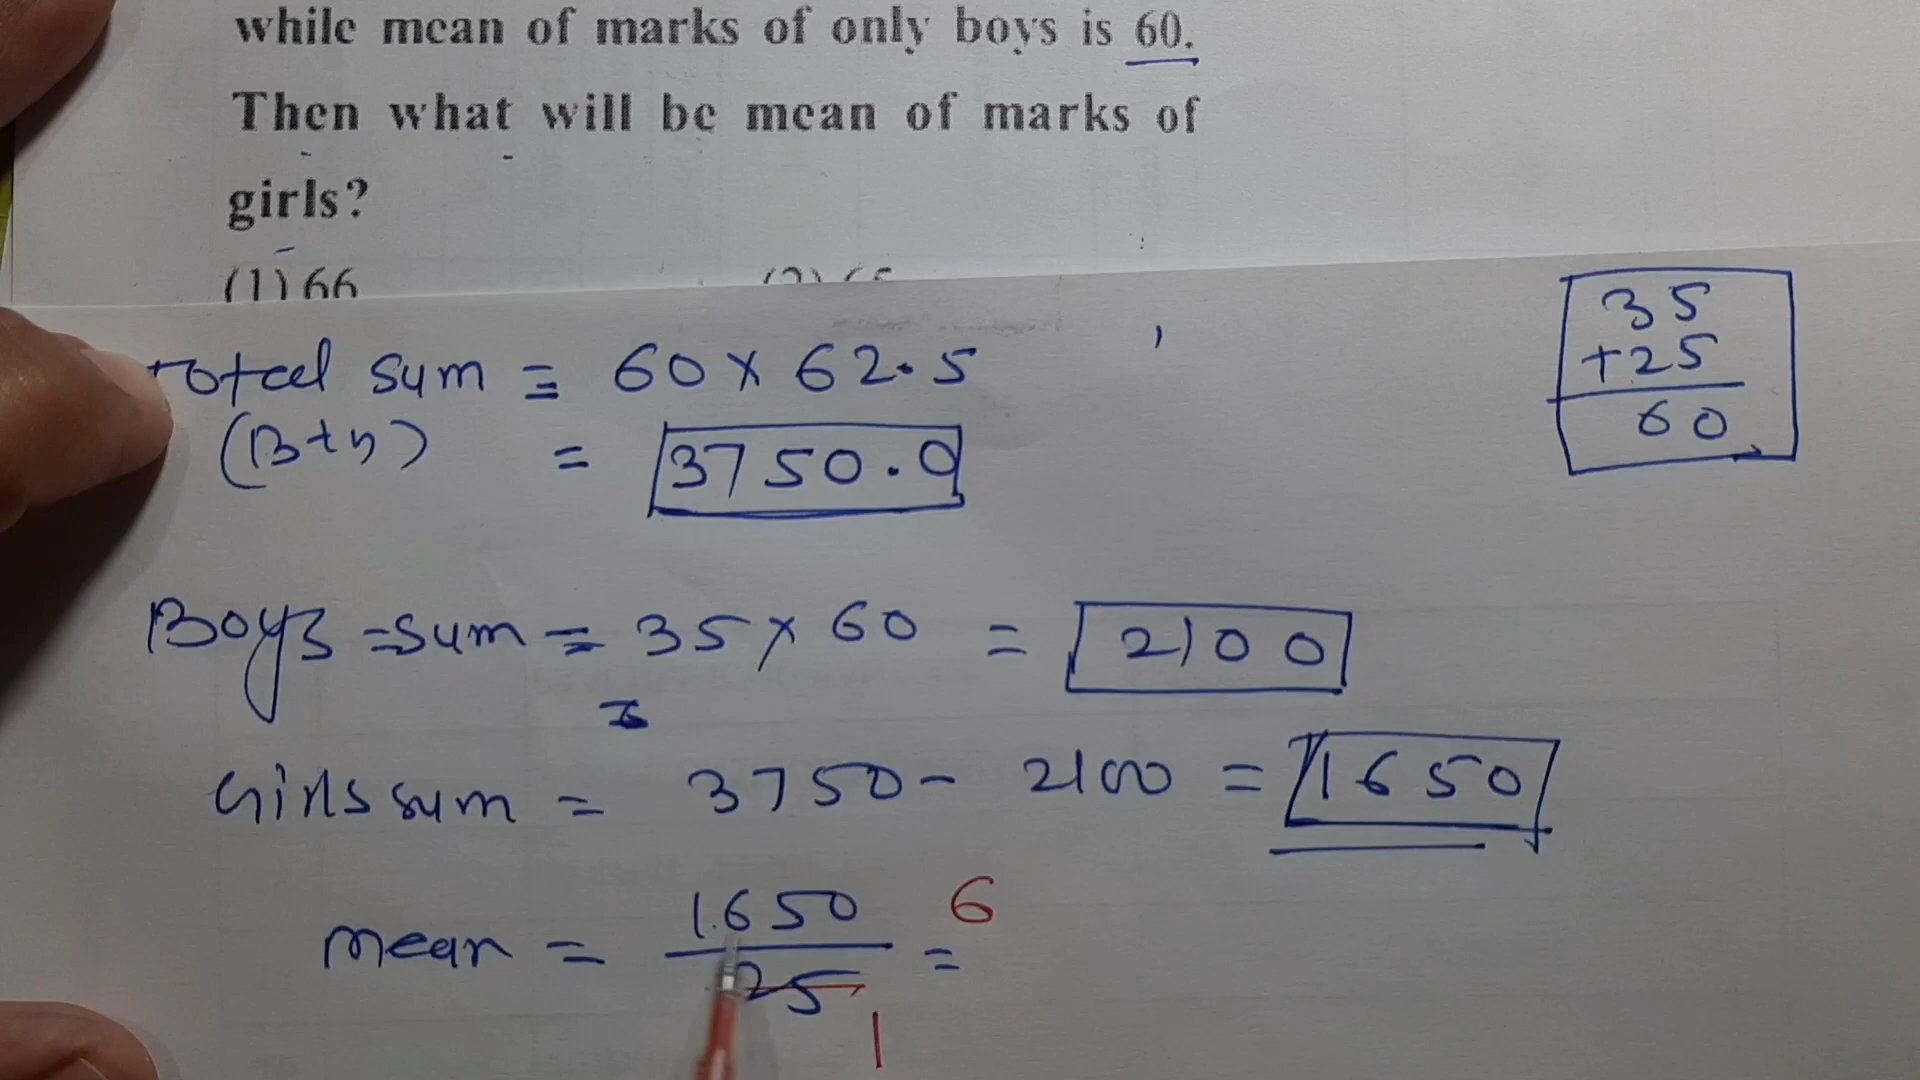 while mean of marks of only boys is 60.
Then what will be mean of marks of
girls?
(1) 66
35
+25
60
total sum = 60 x 62.5
= 3750.0
Boys = sum = 35 x 60 = 2100
Girls sum = 3750 - 2100 = 1650
mean = 1650 = 6
25
1